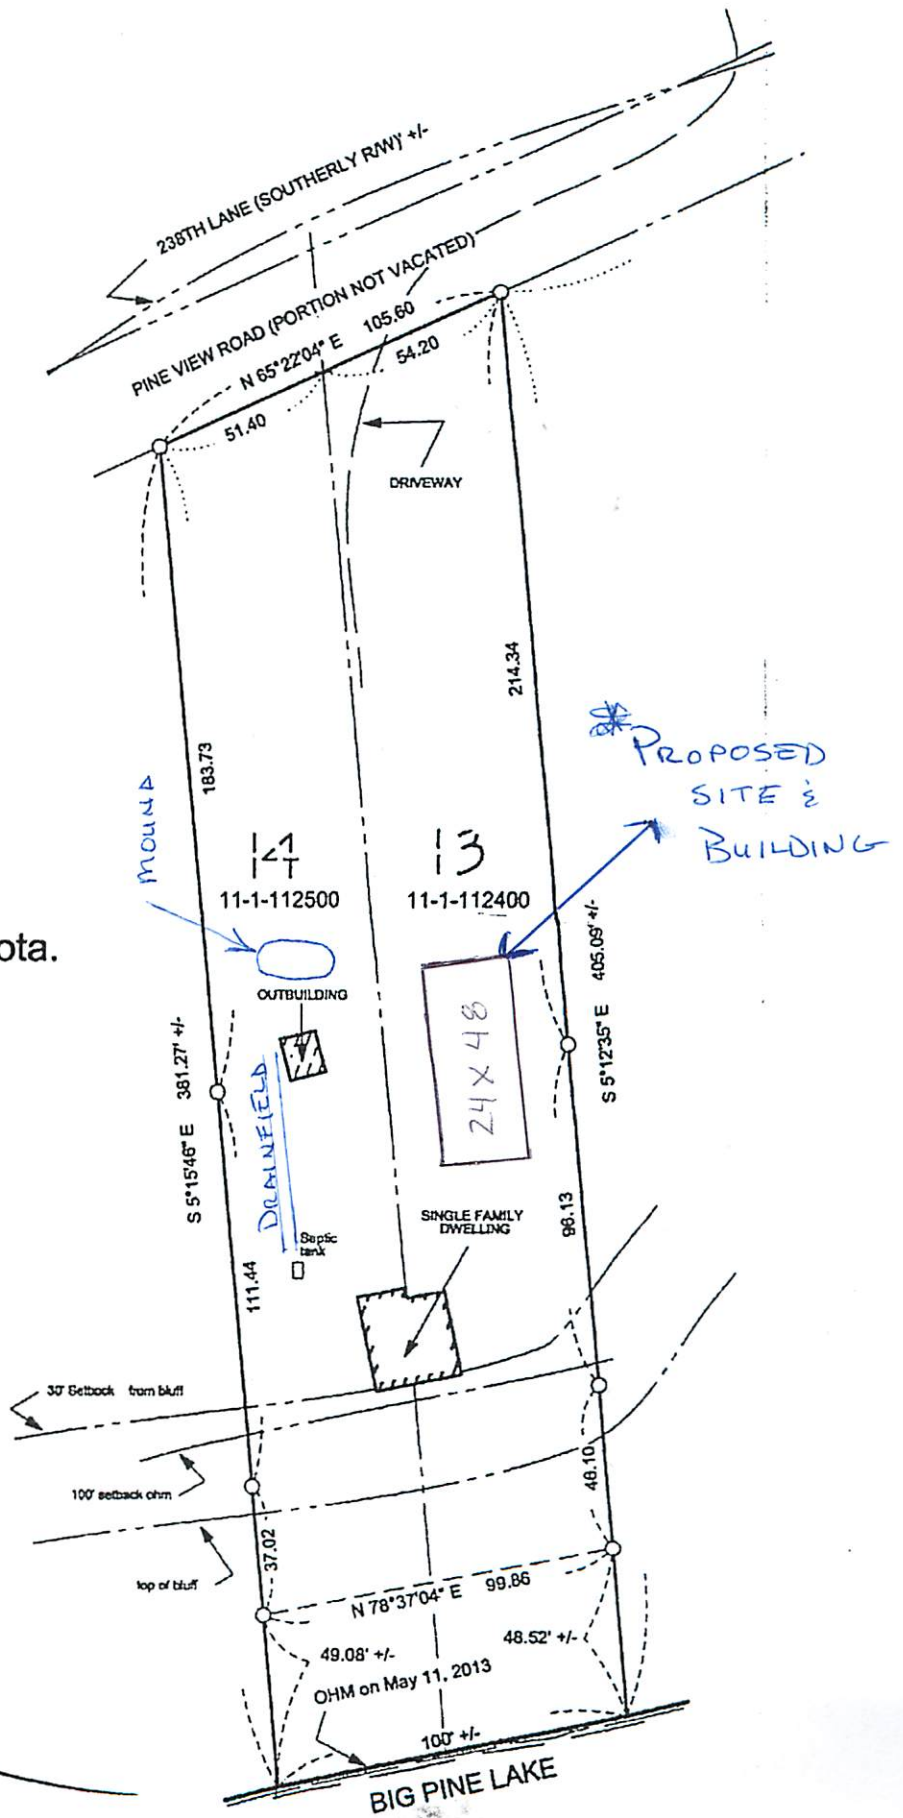 238TH LANE (SOUTHERLY R/W) +/-
PINE VIEW ROAD (PORTION NOT VACATED)
N 65°22'04" E 105.60
54.20
51.40
DRIVEWAY
214.34
183.73
* PROPOSED
SITE &
BUILDING
MOUND
14
13
11-1-112500
11-1-112400
ota.
OUTBUILDING
405.09' +/-
S 5°12'35" E
381.27' +/-
S 5°15'46" E
24 X 48
DRAINFIELD
Septic
tank
SINGLE FAMILY
DWELLING
96.13
111.44
30' Setback from bluff
100' setback ohm
48.10
37.02
top of bluff
N 78°37'04" E 99.86
49.08' +/-
48.52' +/-
OHM on May 11, 2013
100' +/-
BIG PINE LAKE